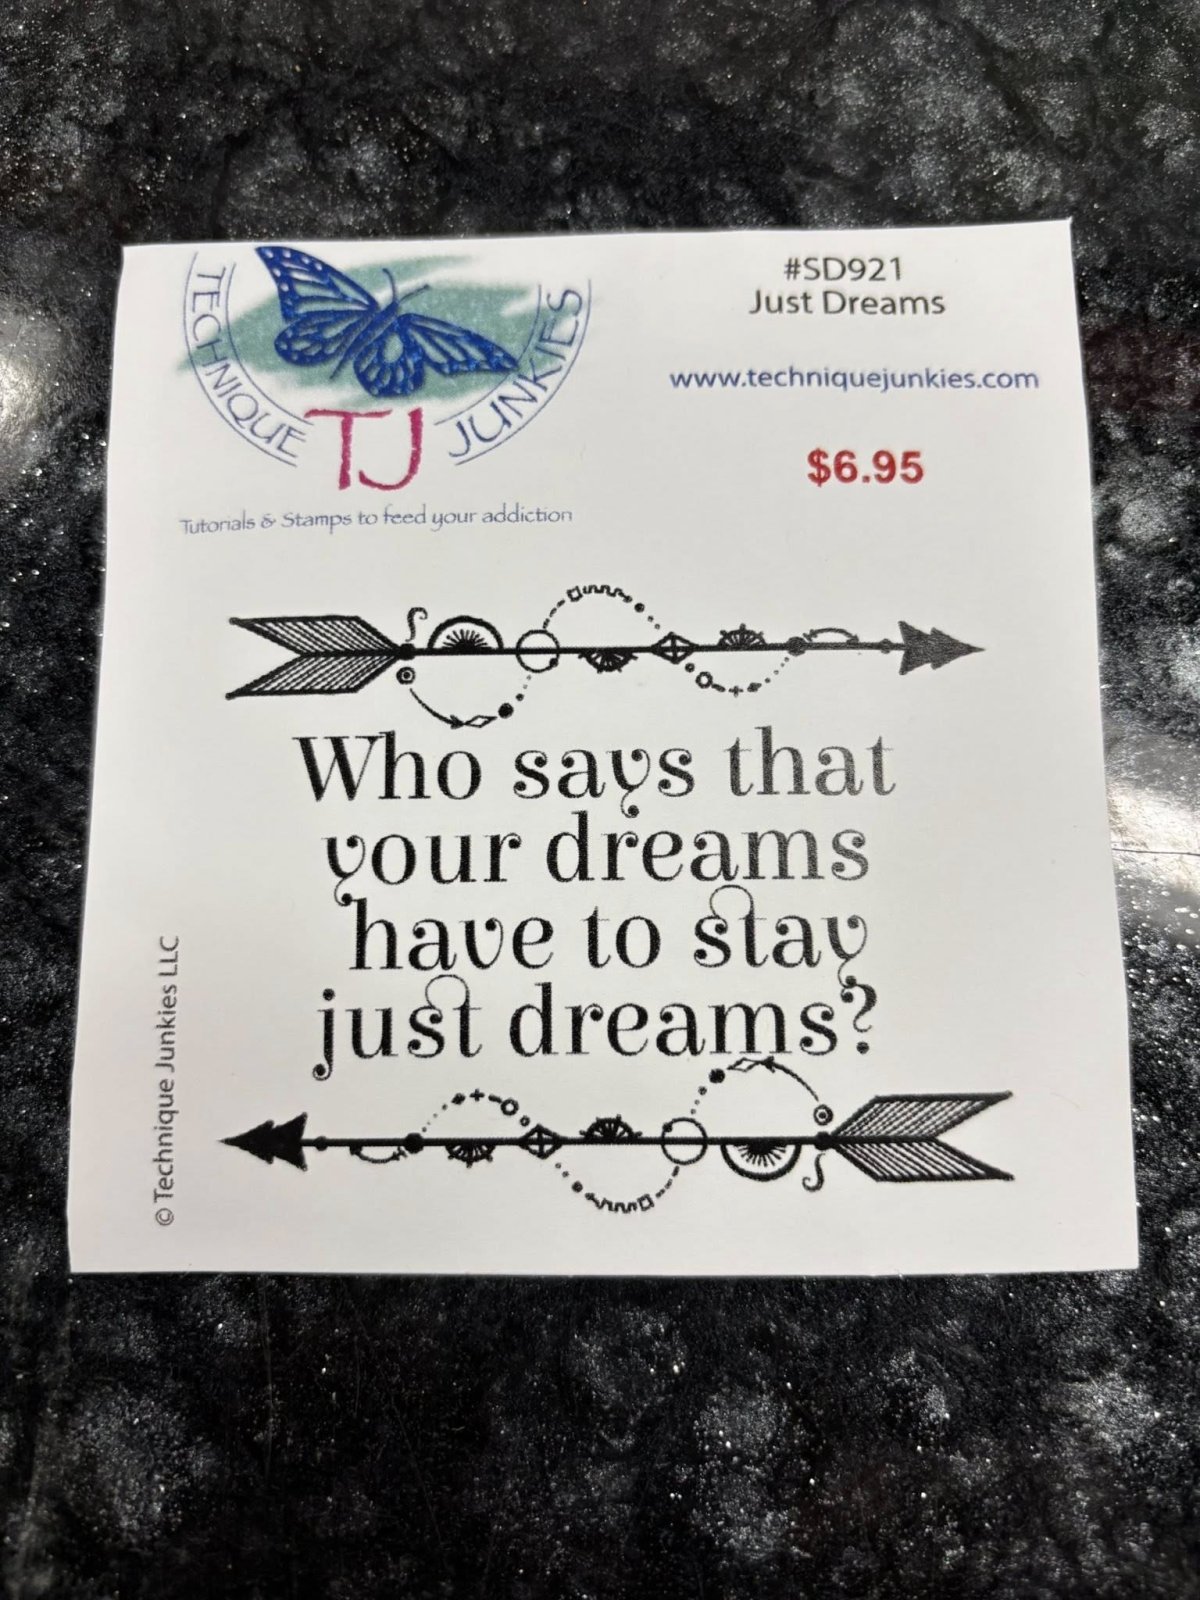 TECHNIQUE JUNKIES
TJ
Tutorials & Stamps to feed your addiction
#SD921
Just Dreams
www.techniquejunkies.com
$6.95
Who says that
your dreams
have to stay
just dreams?
© Technique Junkies LLC